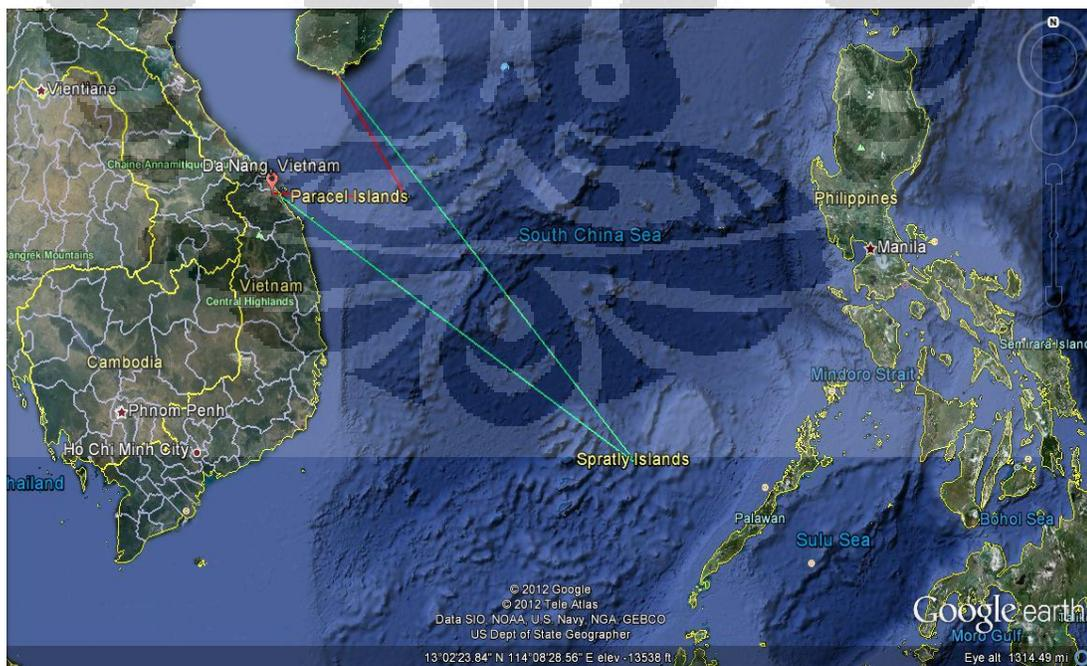 N
Vientiane
Chaîne Annamitique
Da Nang, Vietnam
Paracel Islands
Philippines
South China Sea
Manila
Dângrêk Mountains
Vietnam
Central Highlands
Semirara Island
Cambodia
Mindoro Strait
Phnom Penh
Ho Chi Minh City
Spratly Islands
hailand
Palawan
Bohol Sea
Sulu Sea
© 2012 Google
© 2012 Tele Atlas
Data SIO, NOAA, U.S. Navy, NGA, GEBCO
US Dept of State Geographer
Google earth
Moro Gulf
13°02'23.84" N 114°08'28.56" E elev -13538 ft
Eye alt 1314.49 mi